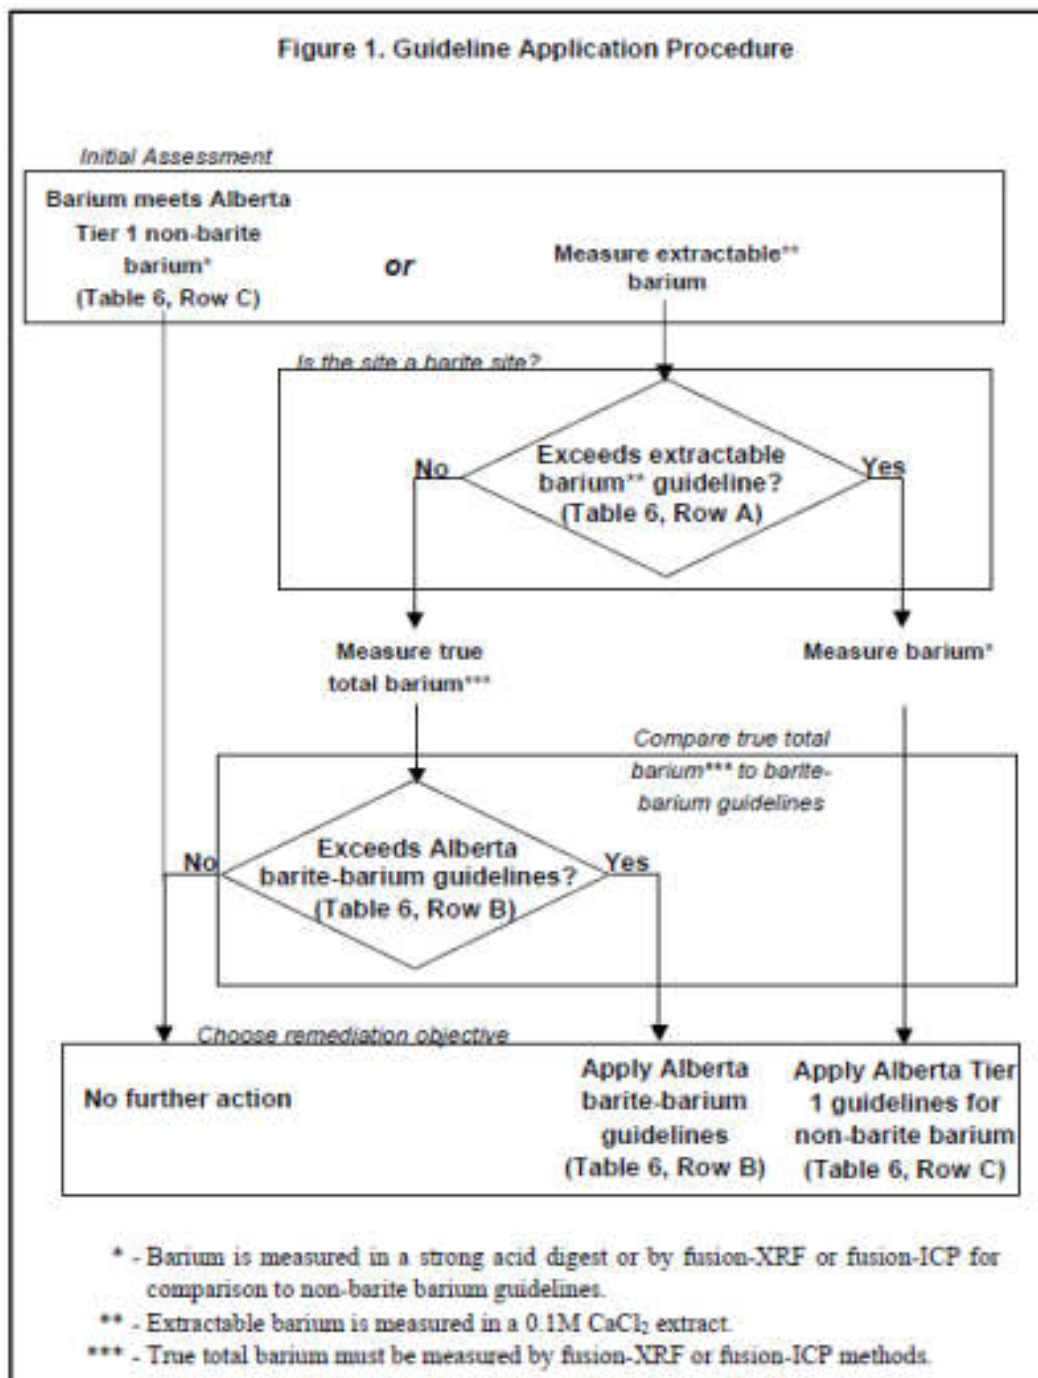 Figure 1. Guideline Application Procedure
Initial Assessment
Barium meets Alberta
Tier 1 non-barite
barium*
(Table 6, Row C)
or
Measure extractable**
barium
Is the site a barite site?
No
Exceeds extractable
barium** guideline?
(Table 6, Row A)
Yes
Measure true
total barium***
Measure barium*
Compare true total
barium*** to barite-
barium guidelines
No
Exceeds Alberta
barite-barium guidelines?
(Table 6, Row B)
Yes
Choose remediation objective
No further action
Apply Alberta
barite-barium
guidelines
(Table 6, Row B)
Apply Alberta Tier
1 guidelines for
non-barite barium
(Table 6, Row C)
* - Barium is measured in a strong acid digest or by fusion-XRF or fusion-ICP for
comparison to non-barite barium guidelines.
** - Extractable barium is measured in a 0.1M CaCl₂ extract.
*** - True total barium must be measured by fusion-XRF or fusion-ICP methods.